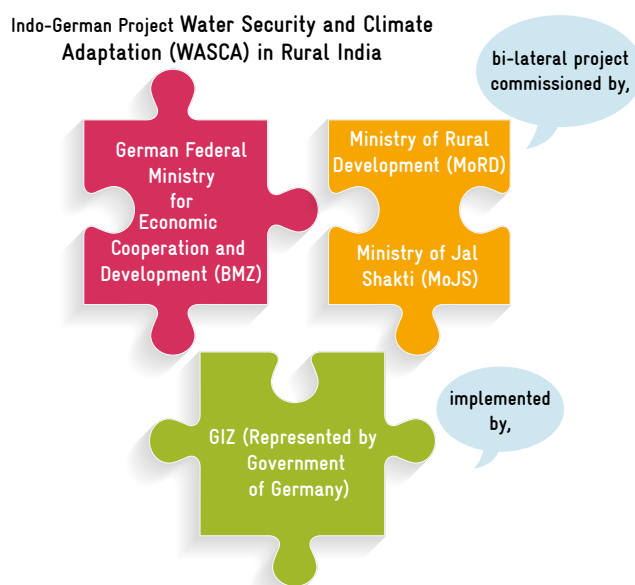 Indo-German Project Water Security and Climate
Adaptation (WASCA) in Rural India
bi-lateral project
commissioned by,
German Federal
Ministry
for
Economic
Cooperation and
Development (BMZ)
Ministry of Rural
Development (MoRD)
Ministry of Jal
Shakti (MoJS)
implemented
by,
GIZ (Represented by
Government
of Germany)